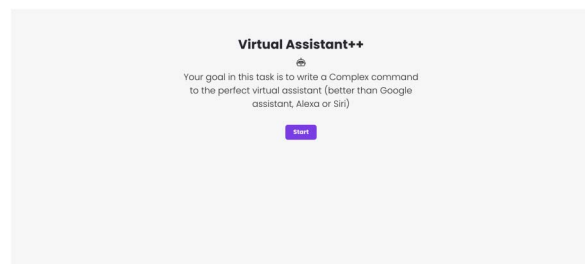 Virtual Assistant++
Your goal in this task is to write a Complex command
to the perfect virtual assistant (better than Google
assistant, Alexa or Siri)
Start